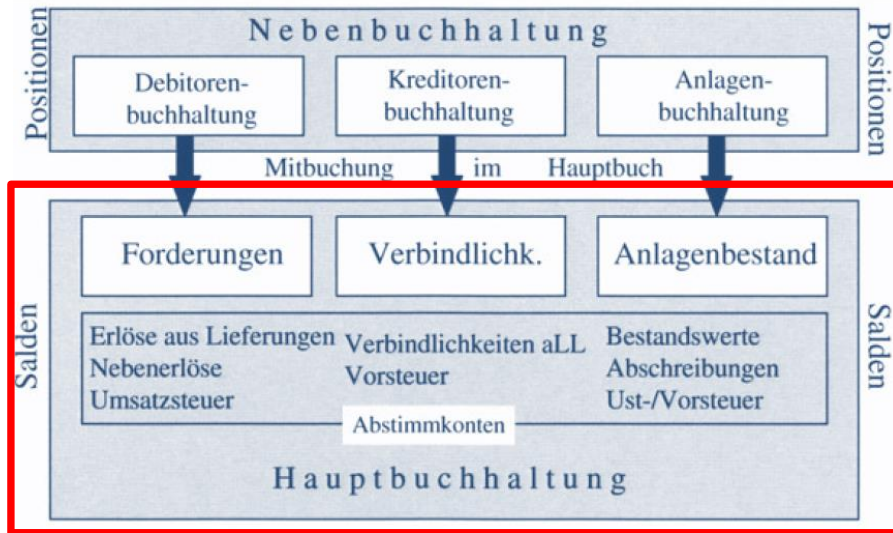 Nebenbuchhaltung
Positionen
Positionen
Debitoren-
buchhaltung
Kreditoren-
buchhaltung
Anlagen-
buchhaltung
Mitbuchung im Hauptbuch
Forderungen
Verbindlichk.
Anlagenbestand
Salden
Salden
Erlöse aus Lieferungen
Nebenerlöse
Umsatzsteuer
Verbindlichkeiten aLL
Vorsteuer
Bestandswerte
Abschreibungen
Ust-/Vorsteuer
Abstimmkonten
Hauptbuchhaltung